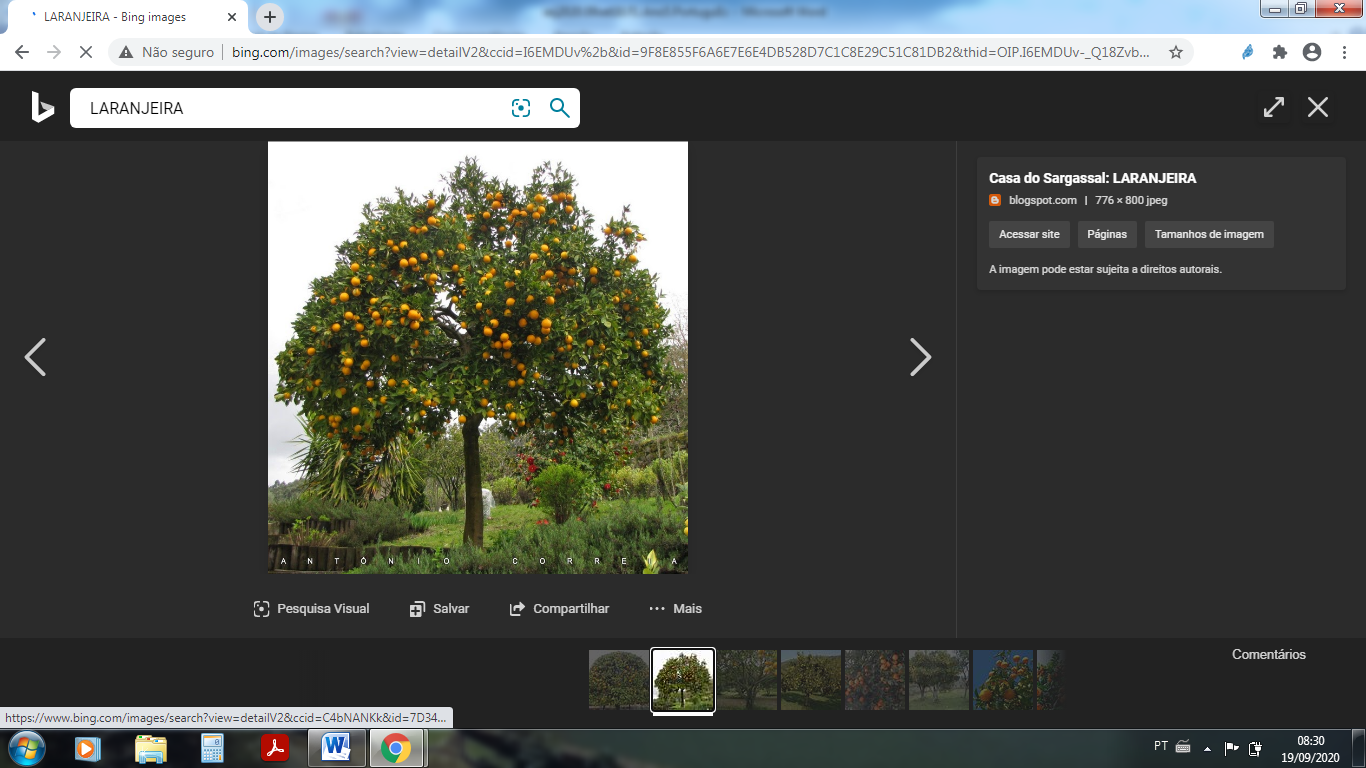 LARANJEIRA - Bing images
Não seguro
bing.com/images/search?view=detailV2&ccid=I6EMDUv%2b&id=9F8E855F6A6E7E6E4DB528D7C1C8E29C51C81DB2&thid=OIP.I6EMDUv-_Q18Zvb...
LARANJEIRA
Casa do Sargassal: LARANJEIRA
blogspot.com | 776 × 800 jpeg
Acessar site Páginas Tamanhos de imagem
A imagem pode estar sujeita a direitos autorais.
ANTÓNIO CORREIA
Pesquisa Visual Salvar Compartilhar Mais
Comentários
https://www.bing.com/images/search?view=detailV2&ccid=C4bNANKk&id=7D34...
PT
08:30
19/09/2020